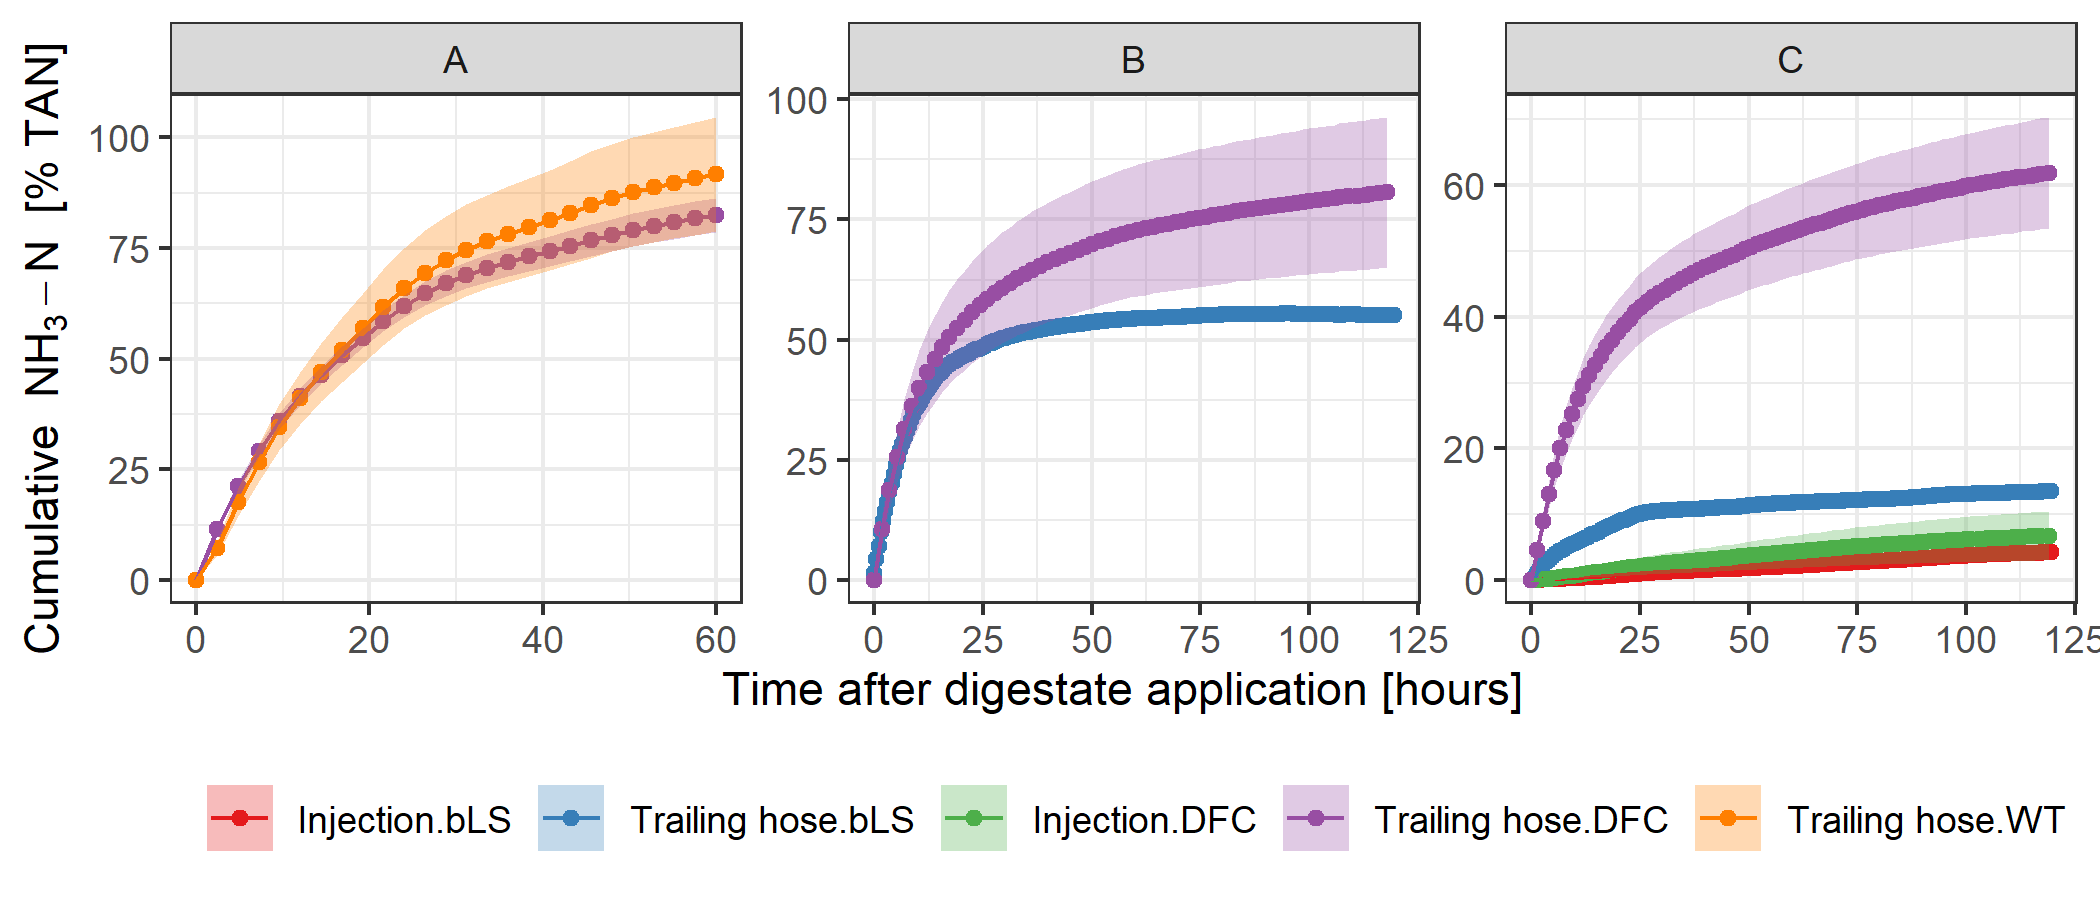 A B C
Cumulative NH3−N [% TAN]
100
75
50
25
0
0 20 40 60
100
75
50
25
0
0 25 50 75 100 125
60
40
20
0
0 25 50 75 100 125
Time after digestate application [hours]
Injection.bLS Trailing hose.bLS Injection.DFC Trailing hose.DFC Trailing hose.WT